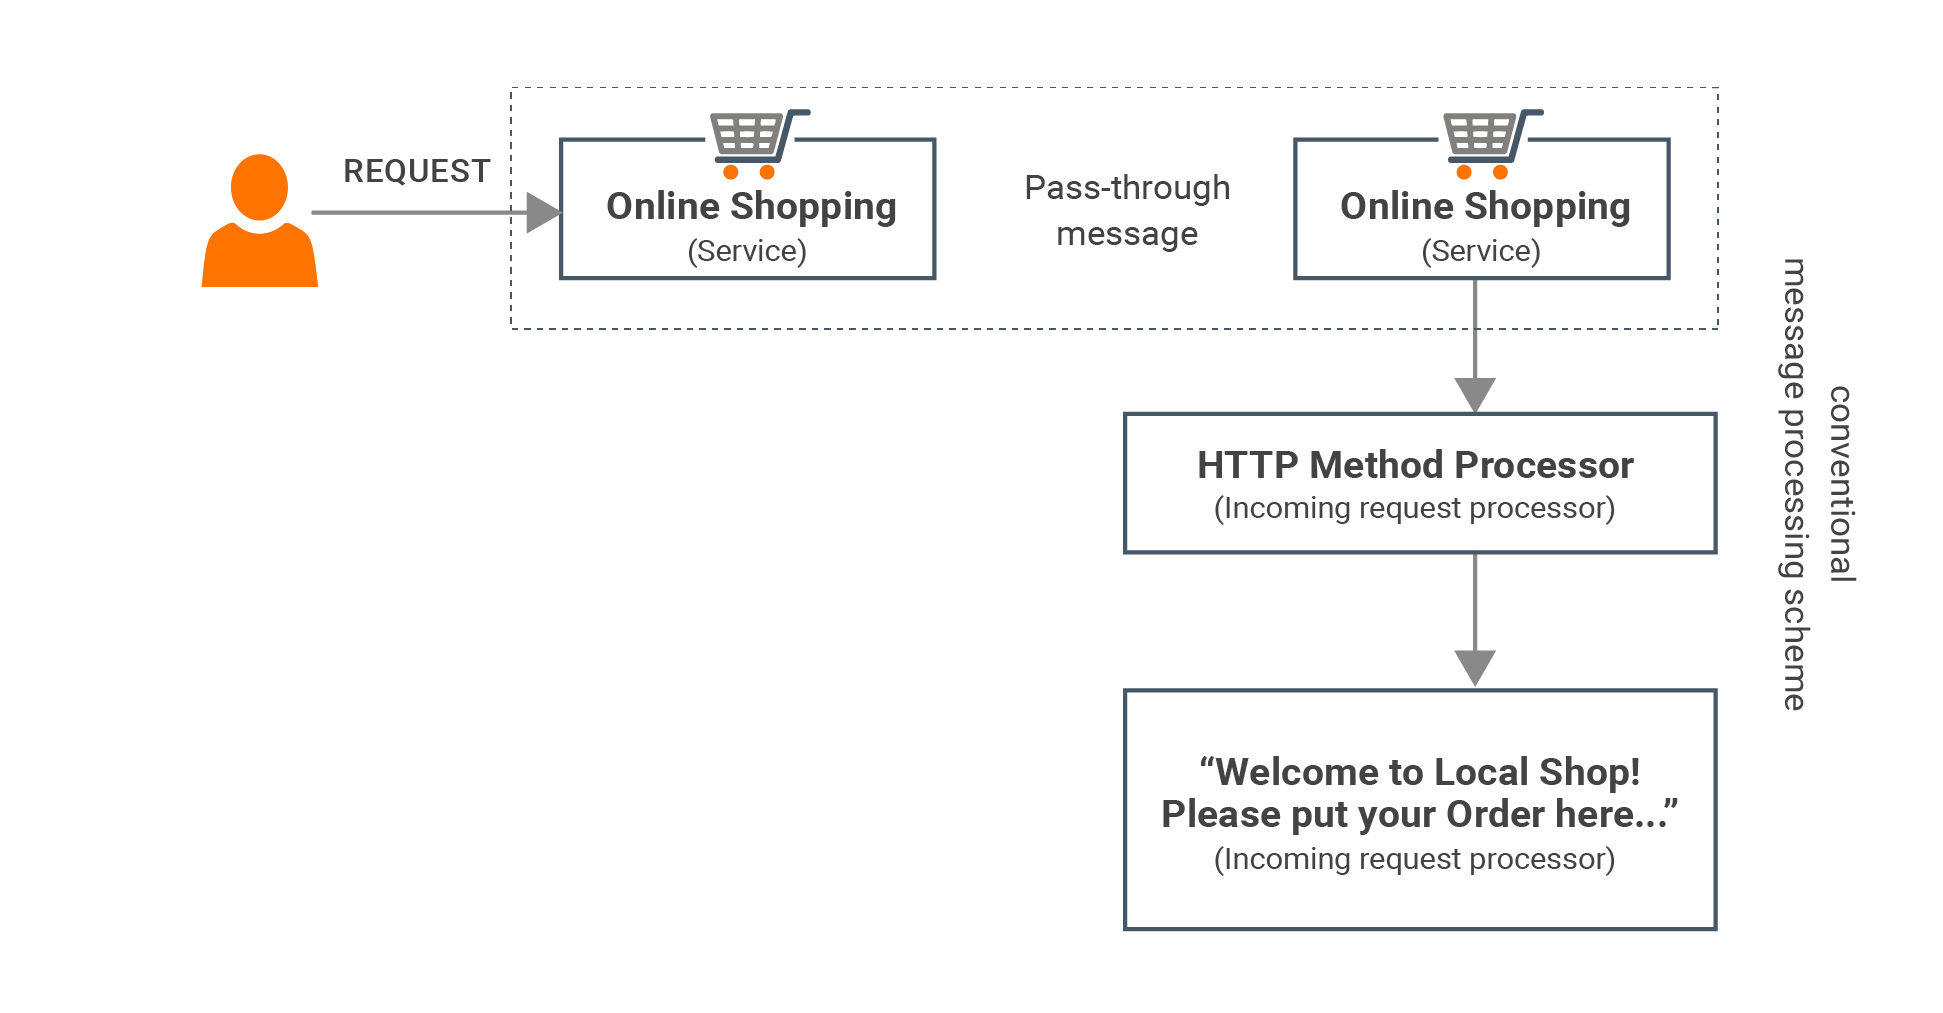 REQUEST
Online Shopping
(Service)
Pass-through
message
Online Shopping
(Service)
HTTP Method Processor
(Incoming request processor)
“Welcome to Local Shop!
Please put your Order here...”
(Incoming request processor)
conventional
message processing scheme